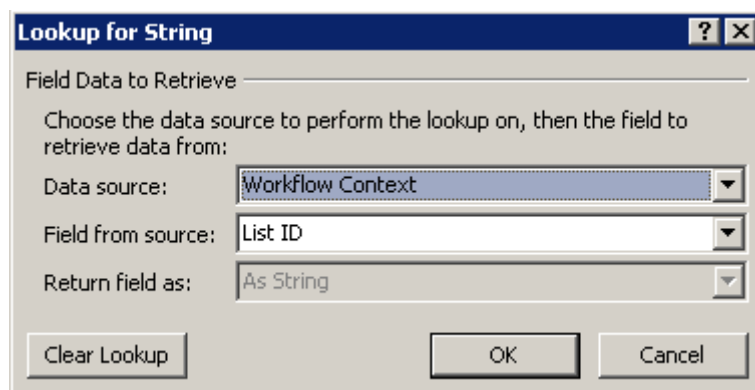 Lookup for String
Field Data to Retrieve
Choose the data source to perform the lookup on, then the field to
retrieve data from:
Data source: Workflow Context
Field from source: List ID
Return field as: As String
Clear Lookup OK Cancel